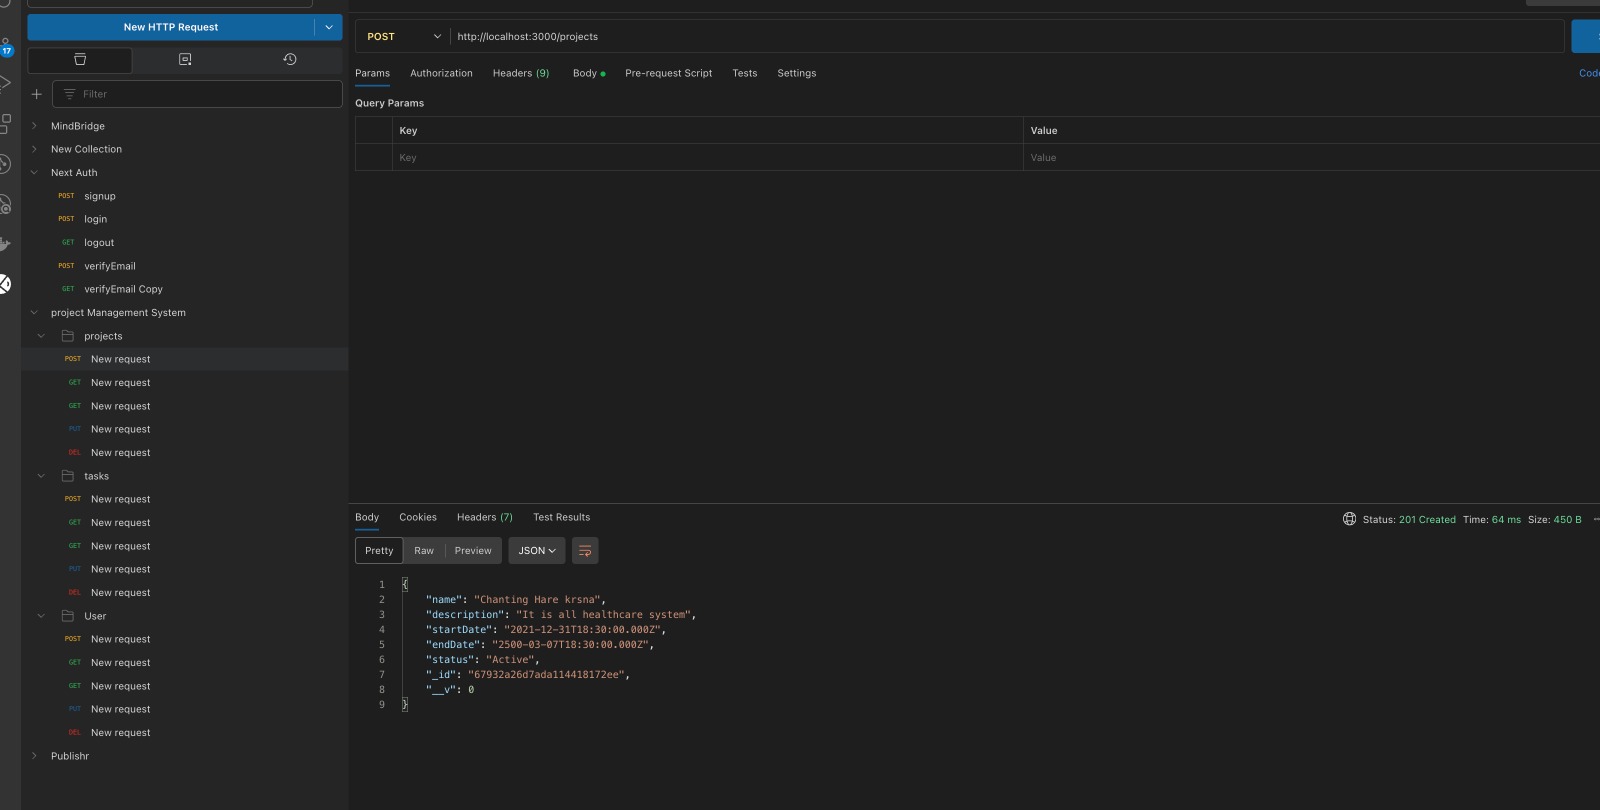 New HTTP Request
17
Filter
MindBridge
New Collection
Next Auth
POST signup
POST login
GET logout
POST verifyEmail
GET verifyEmail Copy
project Management System
projects
POST New request
GET New request
GET New request
PUT New request
DEL New request
tasks
POST New request
GET New request
GET New request
PUT New request
DEL New request
User
POST New request
GET New request
GET New request
PUT New request
DEL New request
Publishr
POST http://localhost:3000/projects
Params Authorization Headers (9) Body Pre-request Script Tests Settings
Query Params
Key Value
Key Value
Body Cookies Headers (7) Test Results Status: 201 Created Time: 64 ms Size: 450 B
Pretty Raw Preview JSON
1 {
2 "name": "Chanting Hare krsna",
3 "description": "It is all healthcare system",
4 "startDate": "2021-12-31T18:30:00.000Z",
5 "endDate": "2500-03-07T18:30:00.000Z",
6 "status": "Active",
7 "_id": "67932a26d7ada114418172ee",
8 "__v": 0
9 }